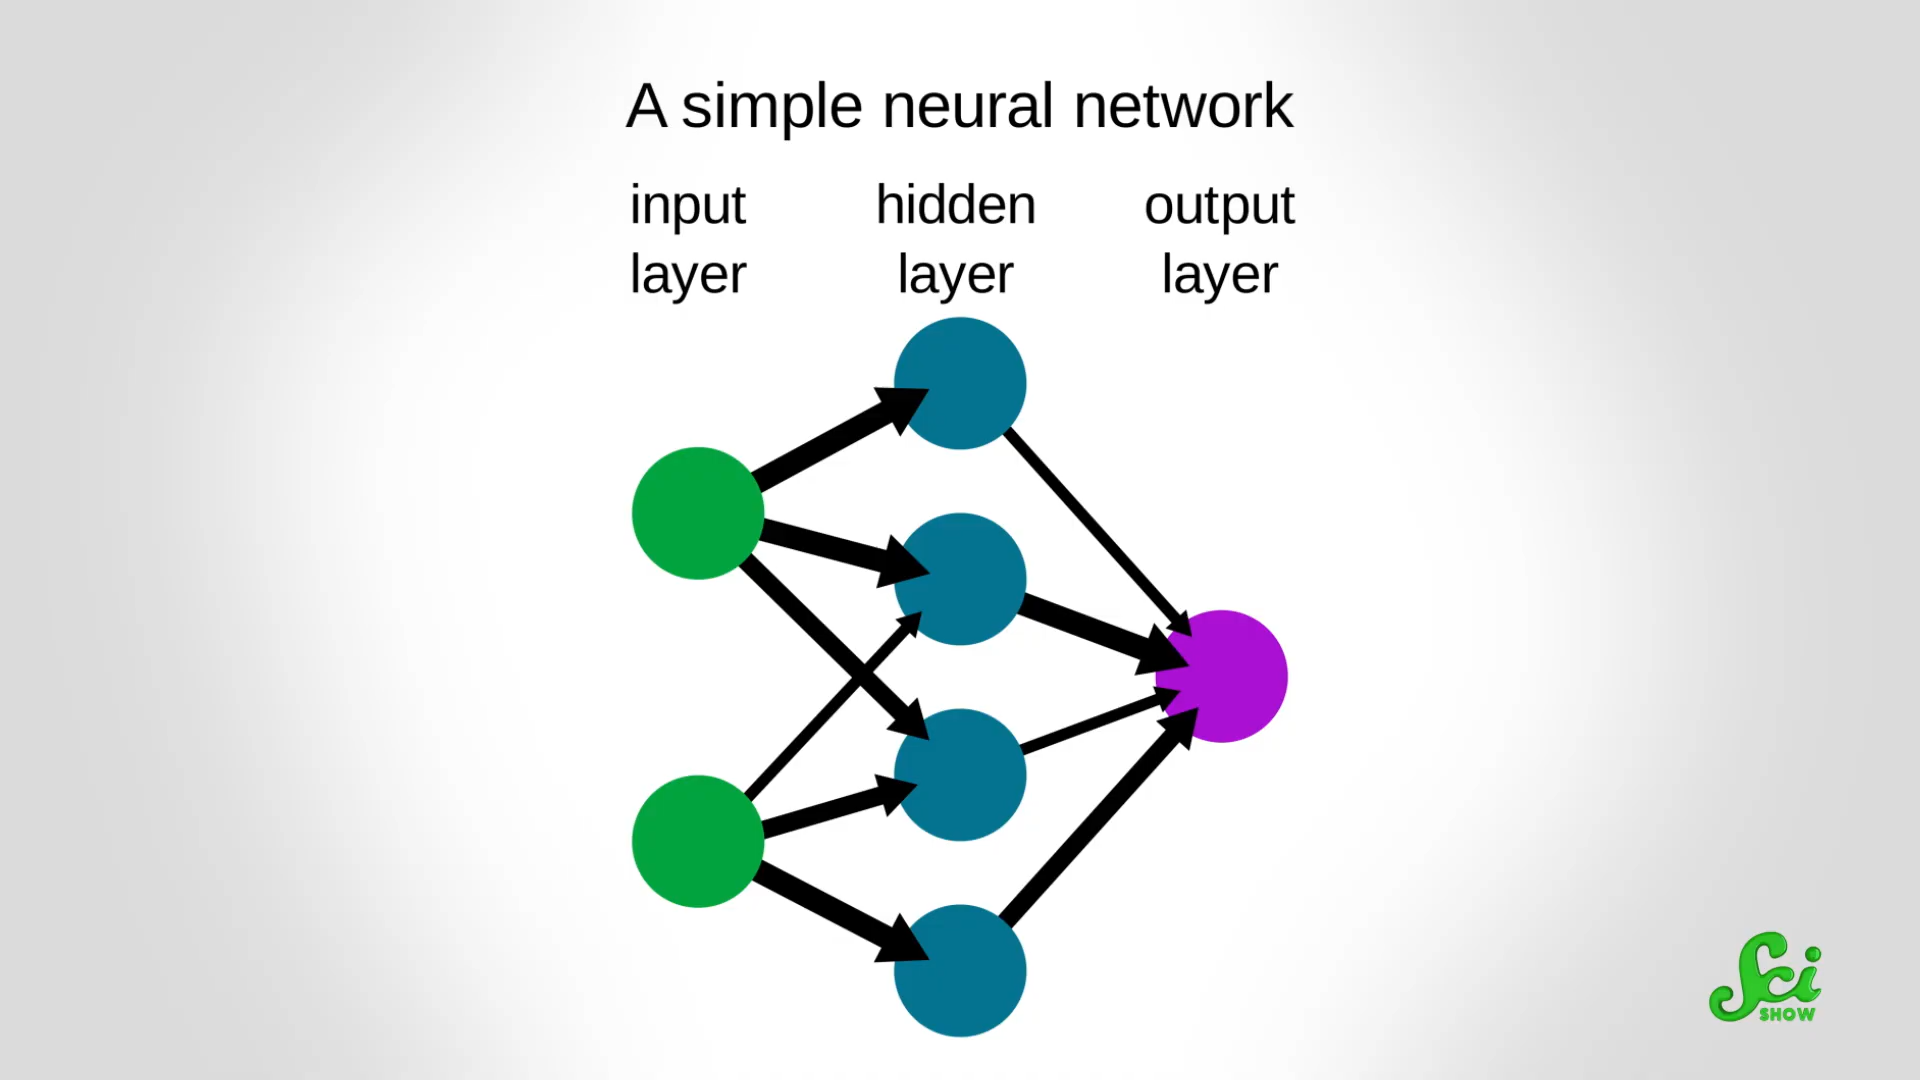 A simple neural network
input hidden output
layer layer layer
Sci
SHOW